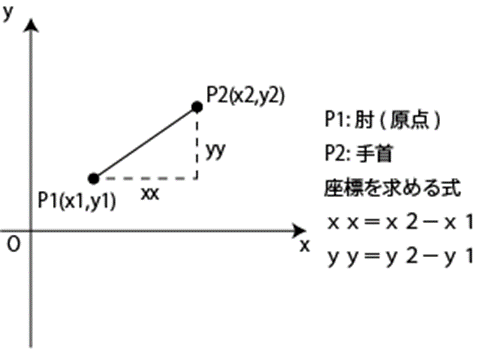 y
P2(x2,y2)
yy
P1(x1,y1)
xx
O
x
P1: 肘 ( 原点 )
P2: 手首
座標を求める式
ｘｘ＝ｘ２－ｘ１
ｙｙ＝ｙ２－ｙ１